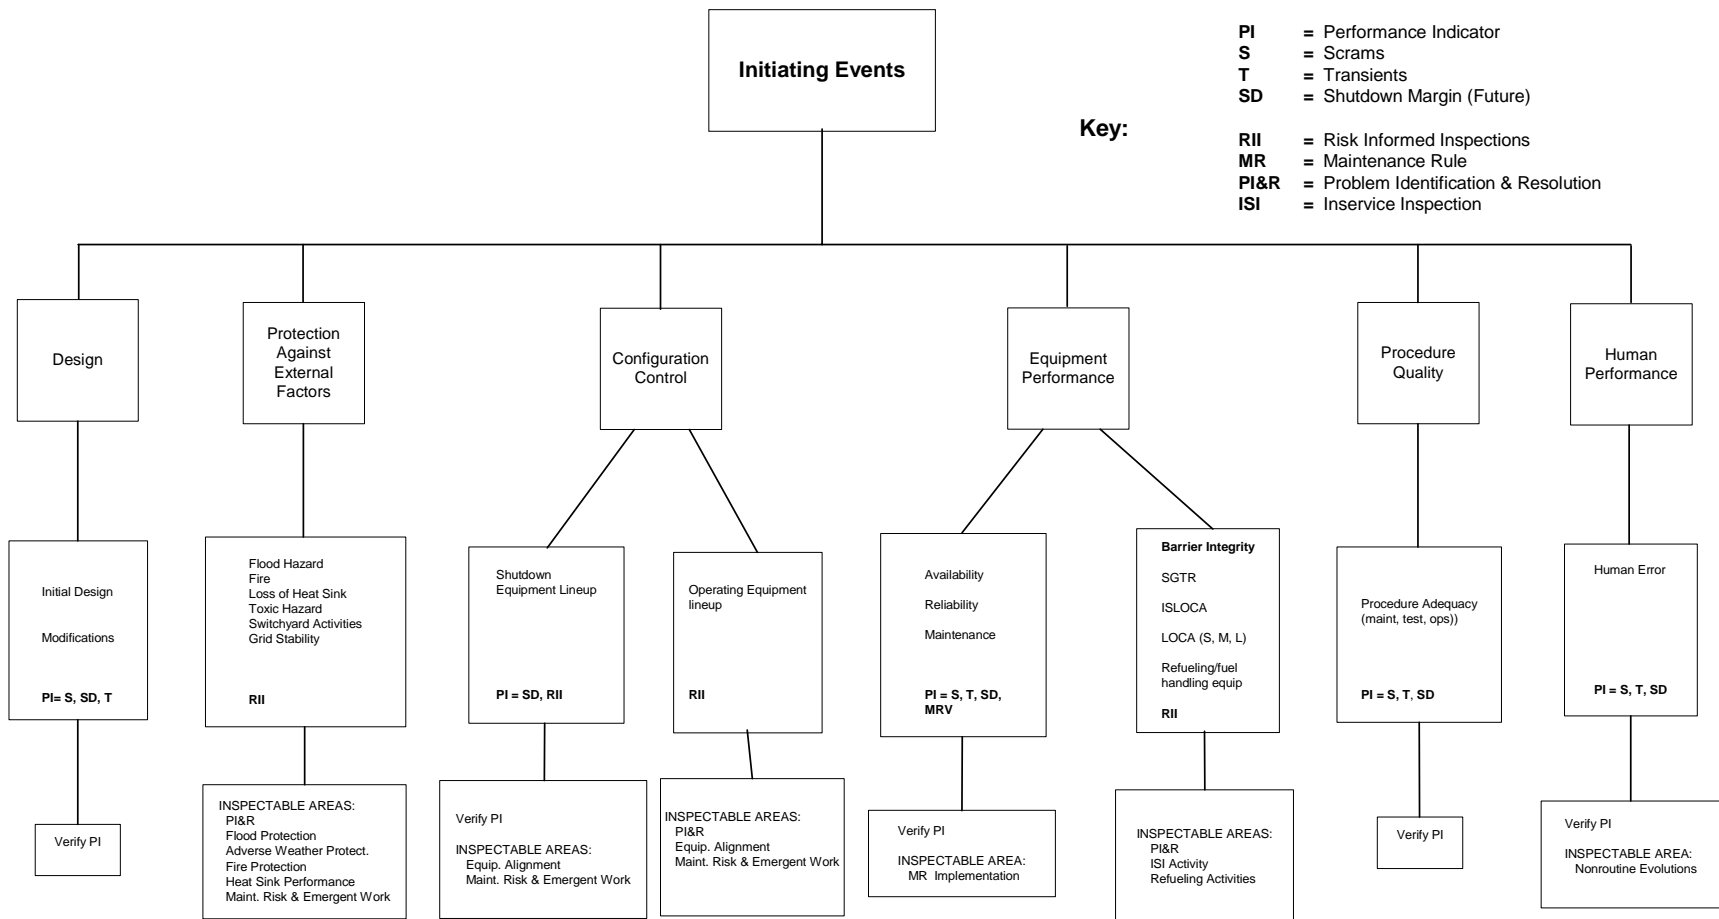 Initiating Events
Key:
PI = Performance Indicator
S = Scrams
T = Transients
SD = Shutdown Margin (Future)
RII = Risk Informed Inspections
MR = Maintenance Rule
PI&R = Problem Identification & Resolution
ISI = Inservice Inspection
Design
Protection
Against
External
Factors
Configuration
Control
Equipment
Performance
Procedure
Quality
Human
Performance
Initial Design
Modifications
PI= S, SD, T
Flood Hazard
Fire
Loss of Heat Sink
Toxic Hazard
Switchyard Activities
Grid Stability
RII
Shutdown
Equipment Lineup
PI = SD, RII
Operating Equipment
lineup
RII
Availability
Reliability
Maintenance
PI = S, T, SD,
MRV
Barrier Integrity
SGTR
ISLOCA
LOCA (S, M, L)
Refueling/fuel
handling equip
RII
Procedure Adequacy
(maint, test, ops))
PI = S, T, SD
Human Error
PI = S, T, SD
Verify PI
INSPECTABLE AREAS:
PI&R
Flood Protection
Adverse Weather Protect.
Fire Protection
Heat Sink Performance
Maint. Risk & Emergent Work
Verify PI
INSPECTABLE AREAS:
Equip. Alignment
Maint. Risk & Emergent Work
INSPECTABLE AREAS:
PI&R
Equip. Alignment
Maint. Risk & Emergent Work
Verify PI
INSPECTABLE AREA:
MR Implementation
INSPECTABLE AREAS:
PI&R
ISI Activity
Refueling Activities
Verify PI
Verify PI
INSPECTABLE AREA:
Nonroutine Evolutions